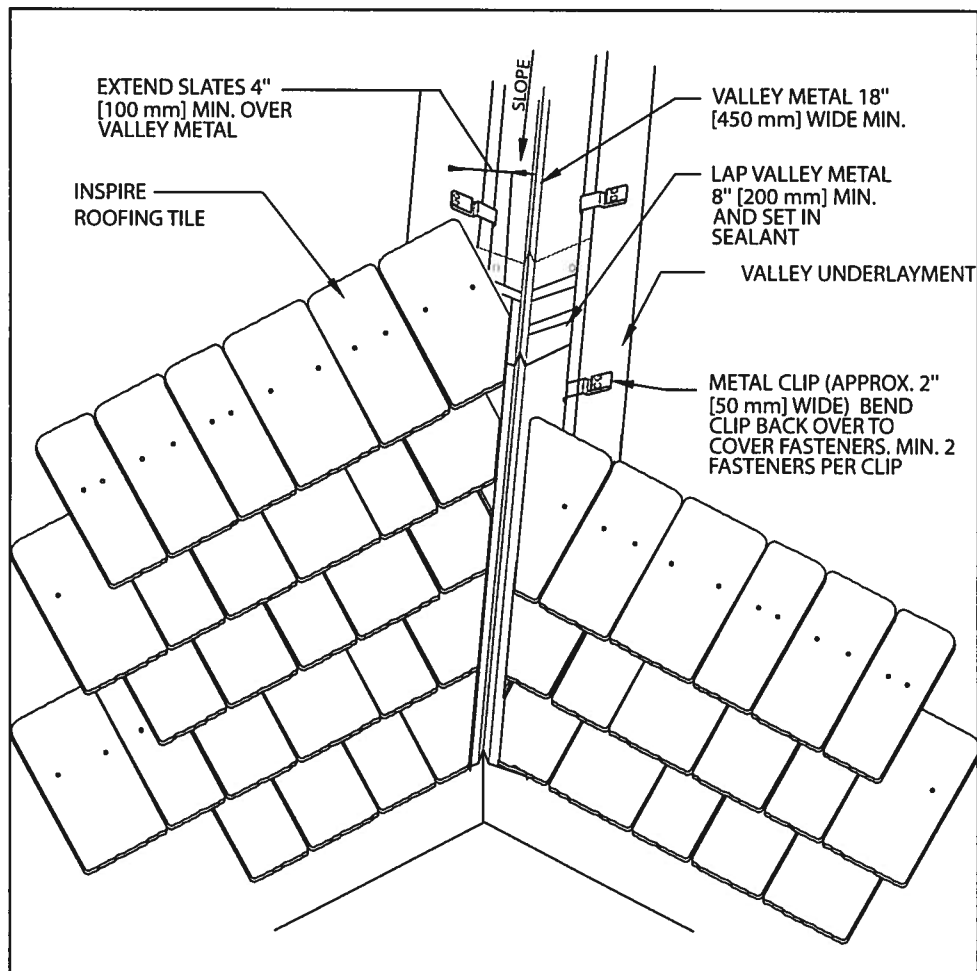 EXTEND SLATES 4"
[100 mm] MIN. OVER
VALLEY METAL
SLOPE
VALLEY METAL 18"
[450 mm] WIDE MIN.
INSPIRE
ROOFING TILE
LAP VALLEY METAL
8" [200 mm] MIN.
AND SET IN
SEALANT
VALLEY UNDERLAYMENT
METAL CLIP (APPROX. 2"
[50 mm] WIDE) BEND
CLIP BACK OVER TO
COVER FASTENERS. MIN. 2
FASTENERS PER CLIP